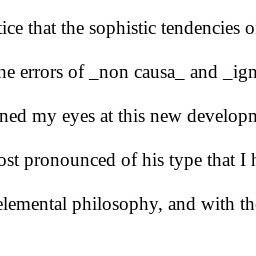 tice that the sophistic tendencies o
he errors of _non causa_ and _ign
ned my eyes at this new developm
ost pronounced of his type that I h
elemental philosophy, and with th